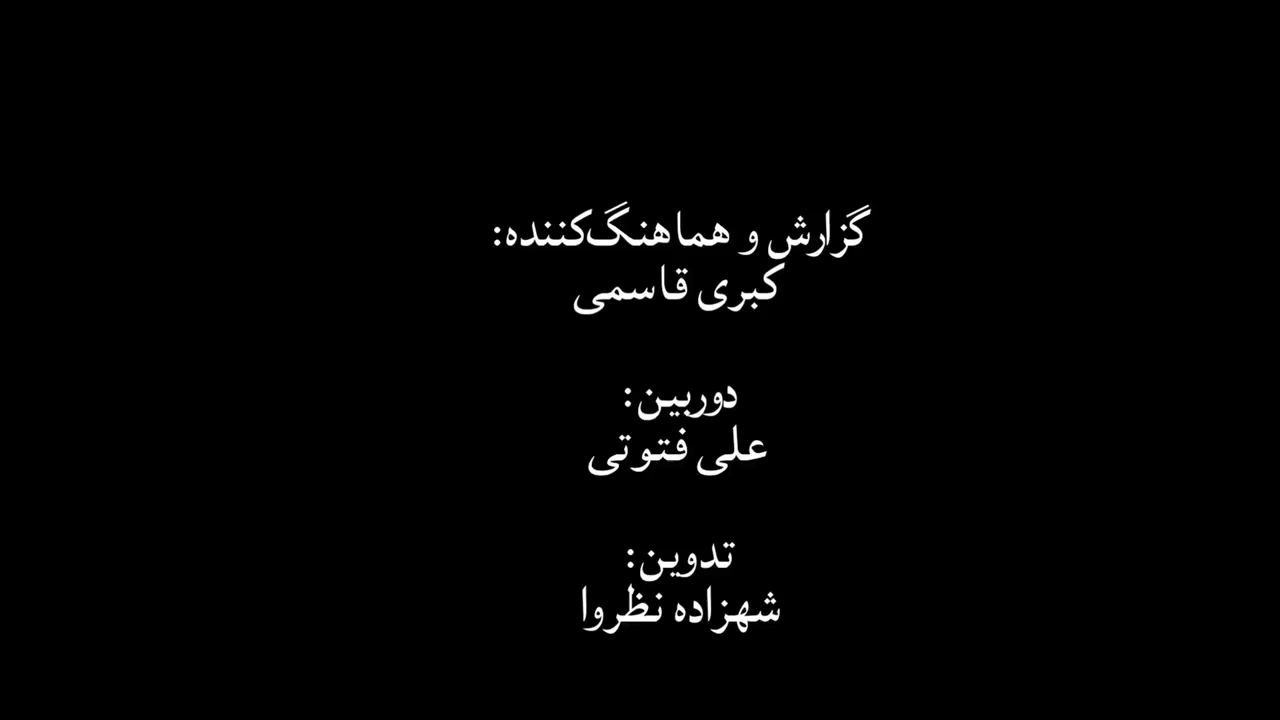 گزارش و هماهنگ‌کننده:
کبری قاسمی
دوربین:
علی فتوتی
تدوین:
شهزاده نظروا